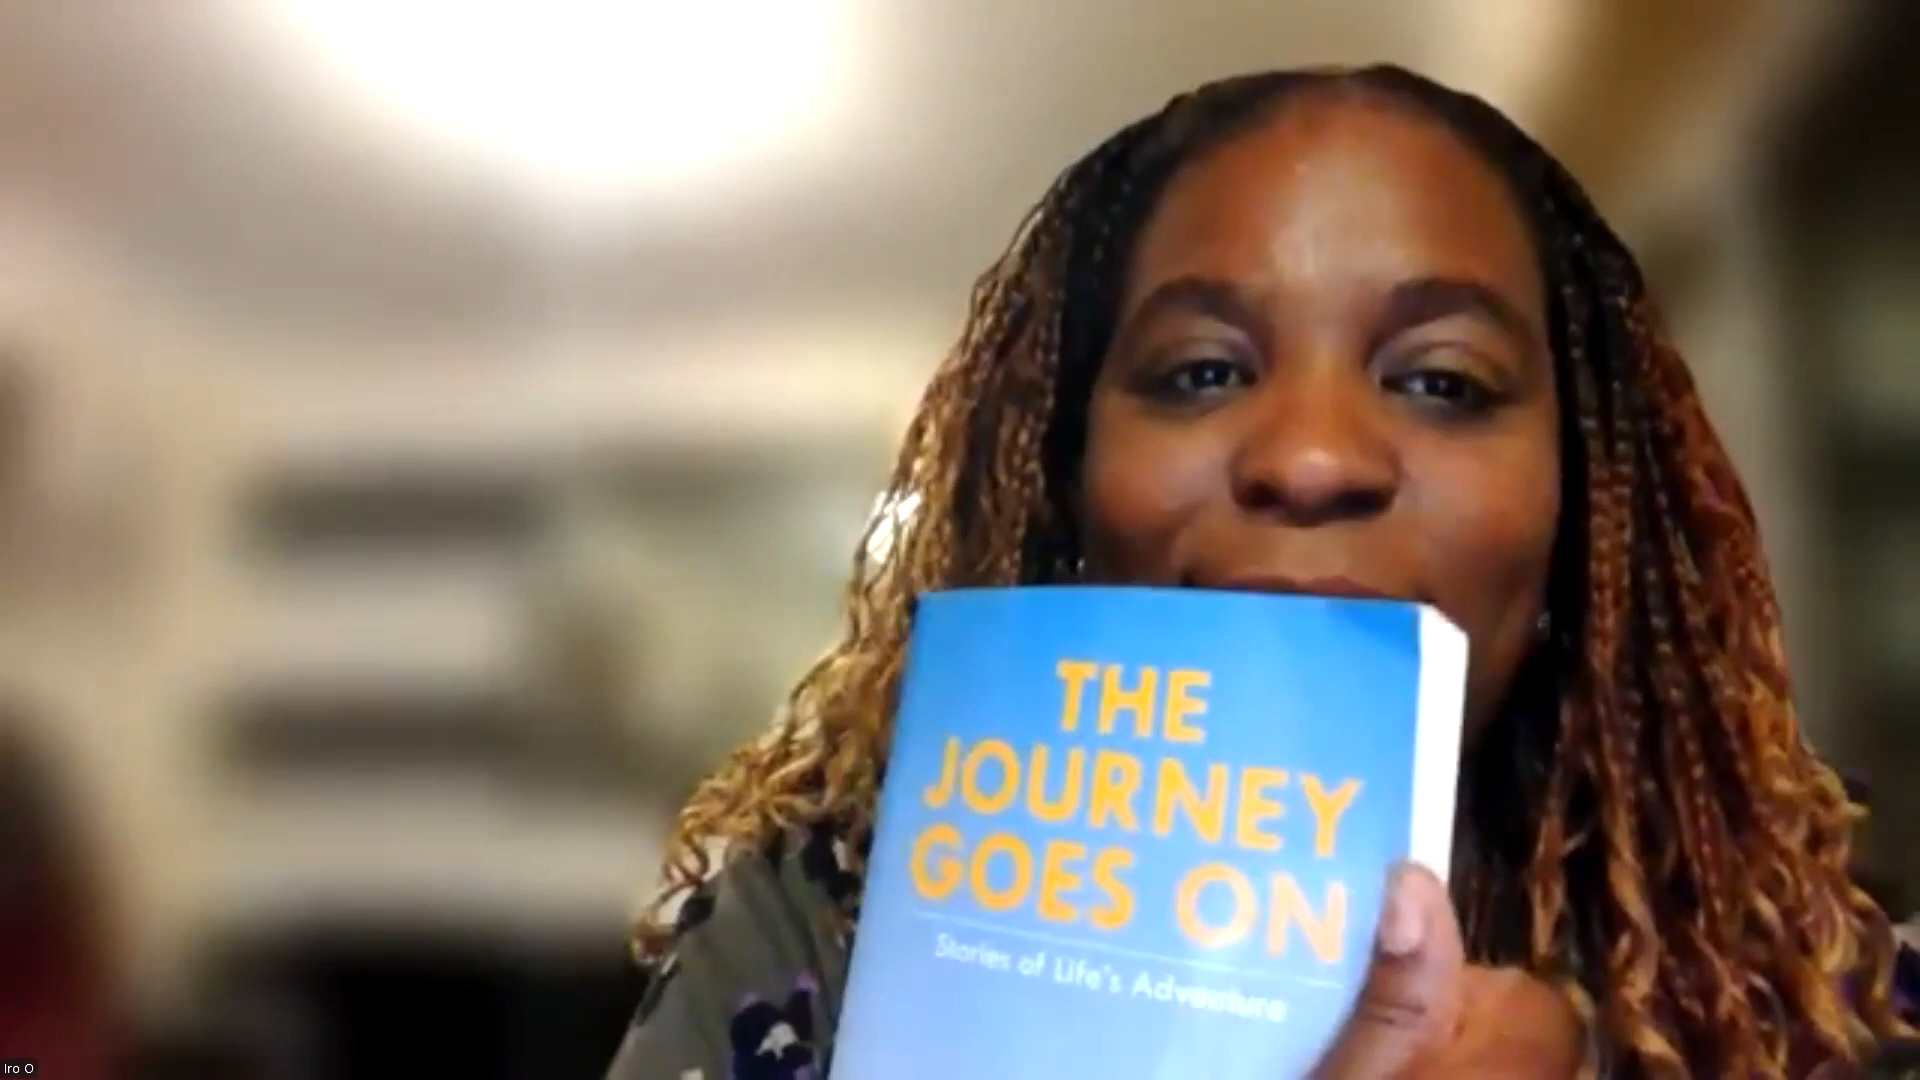 THE
JOURNEY
GOES ON
Stories of Life's Adventure
Iro O